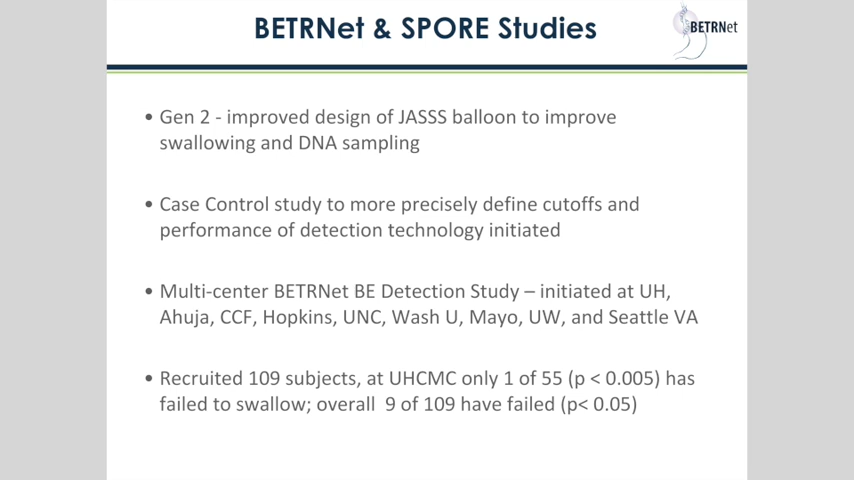 BETRNet & SPORE Studies
BETRNet
• Gen 2 - improved design of JASSS balloon to improve
swallowing and DNA sampling
• Case Control study to more precisely define cutoffs and
performance of detection technology initiated
• Multi-center BETRNet BE Detection Study – initiated at UH,
Ahuja, CCF, Hopkins, UNC, Wash U, Mayo, UW, and Seattle VA
• Recruited 109 subjects, at UHCMC only 1 of 55 (p < 0.005) has
failed to swallow; overall 9 of 109 have failed (p< 0.05)